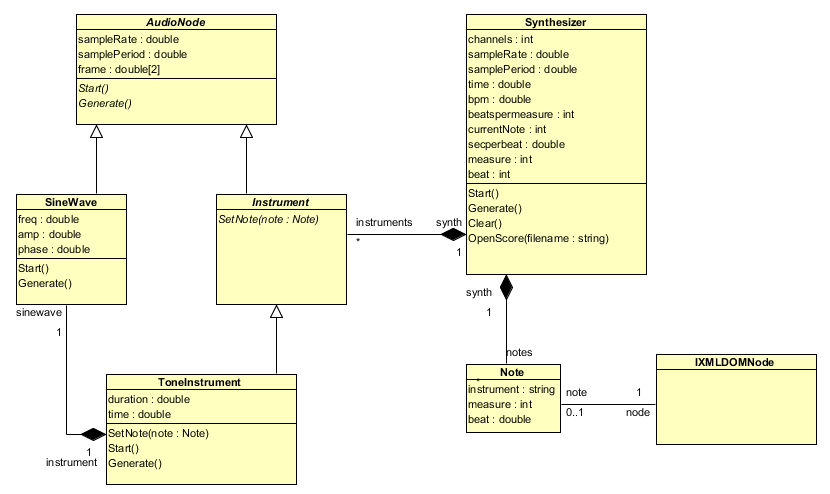 AudioNode
sampleRate : double
samplePeriod : double
frame : double[2]
Start()
Generate()
Synthesizer
channels : int
sampleRate : double
samplePeriod : double
time : double
bpm : double
beatspermeasure : int
currentNote : int
secperbeat : double
measure : int
beat : int
Start()
Generate()
Clear()
OpenScore(filename : string)
SineWave
freq : double
amp : double
phase : double
Start()
Generate()
Instrument
SetNote(note : Note)
instruments
synth
*
1
sinewave
1
synth
1
notes
*
ToneInstrument
duration : double
time : double
SetNote(note : Note)
Start()
Generate()
1
instrument
Note
instrument : string
measure : int
beat : double
note
1
0..1
node
IXMLDOMNode